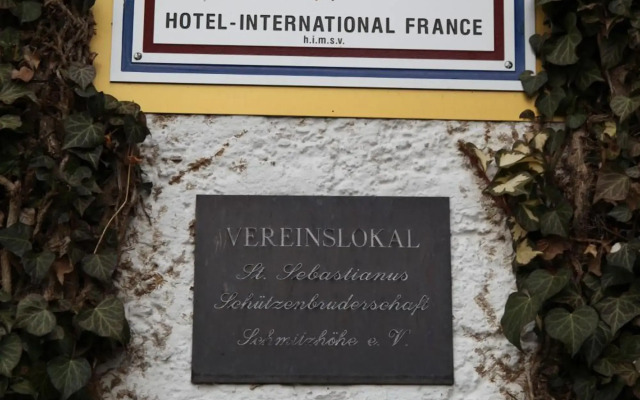 HOTEL-INTERNATIONAL FRANCE
h.i.m.s.v.
VEREINSLOKAL
St. Sebastianus
Schützenbruderschaft
Schmitzhöhe e. V.